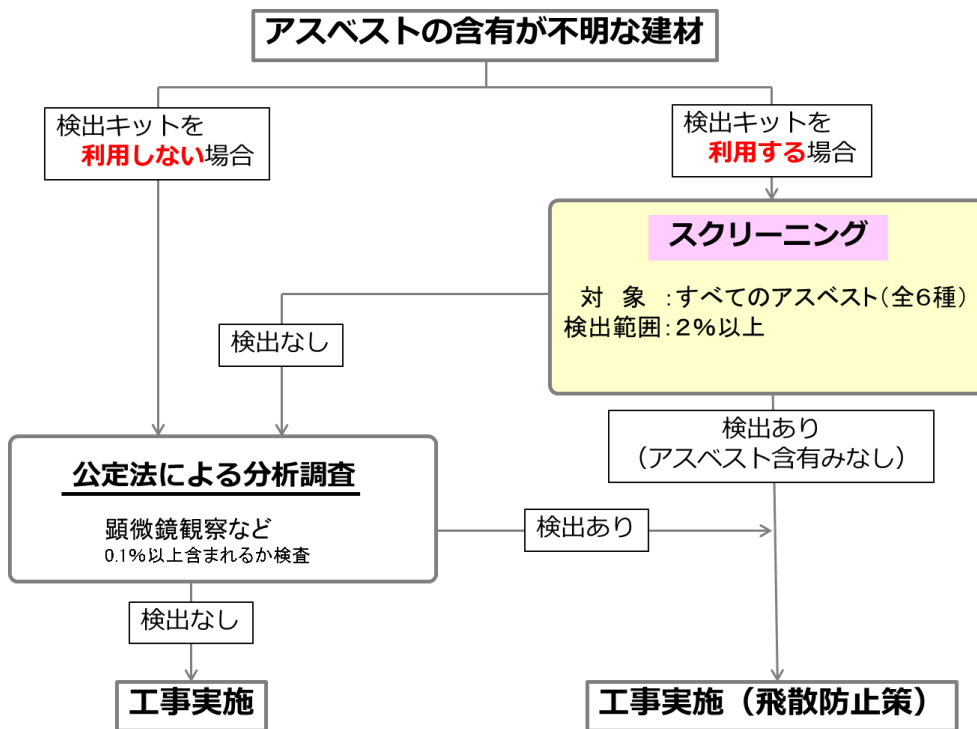 アスベストの含有が不明な建材
検出キットを
利用しない場合
検出キットを
利用する場合
スクリーニング
対 象 :すべてのアスベスト(全6種)
検出範囲:2%以上
検出なし
検出あり
(アスベスト含有みなし)
公定法による分析調査
顕微鏡観察など
0.1%以上含まれるか検査
検出あり
検出なし
工事実施
工事実施(飛散防止策)